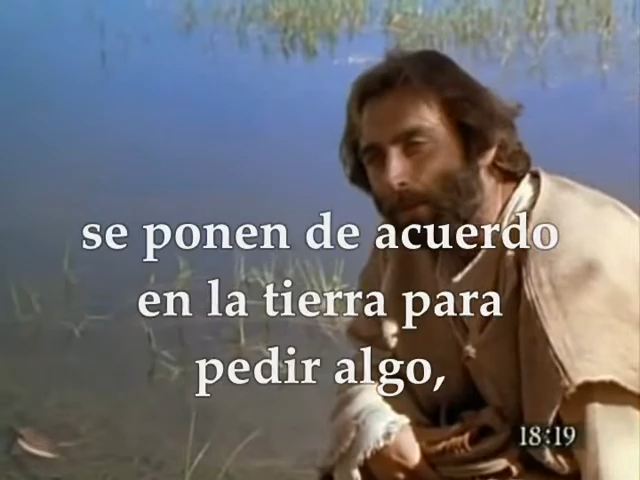 se ponen de acuerdo
en la tierra para
pedir algo,
18:19